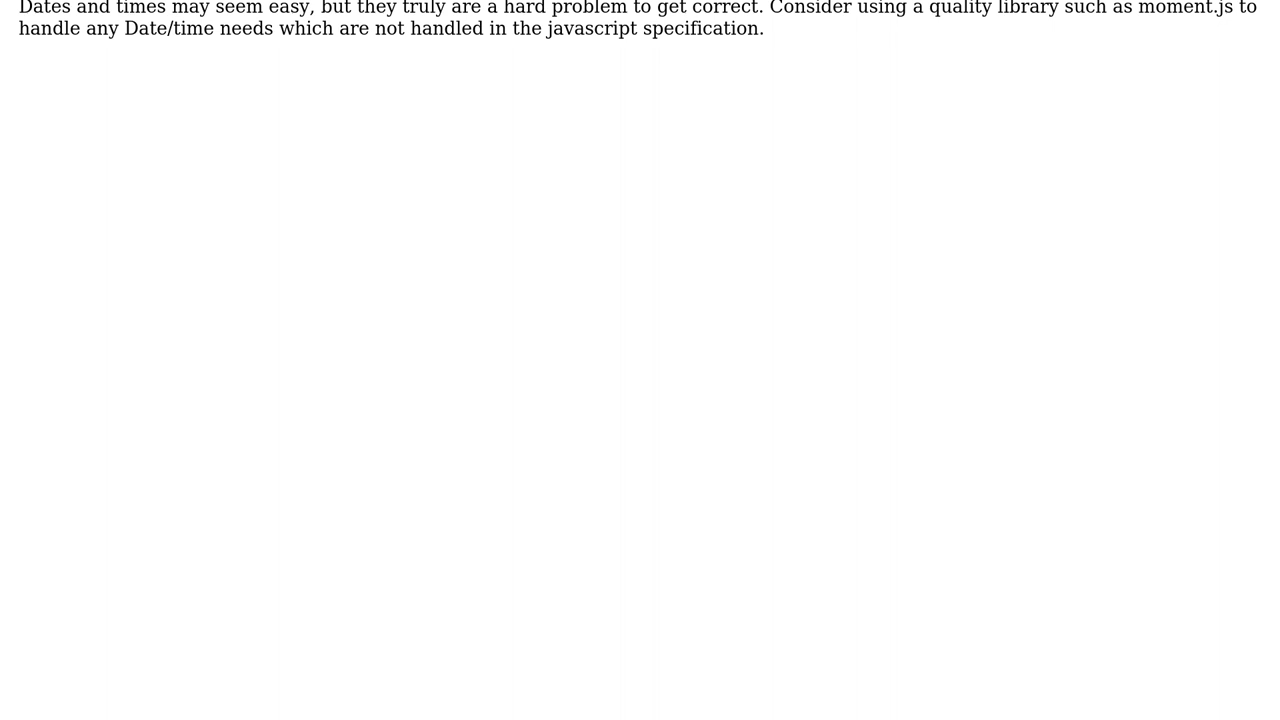 Dates and times may seem easy, but they truly are a hard problem to get correct. Consider using a quality library such as moment.js to
handle any Date/time needs which are not handled in the javascript specification.